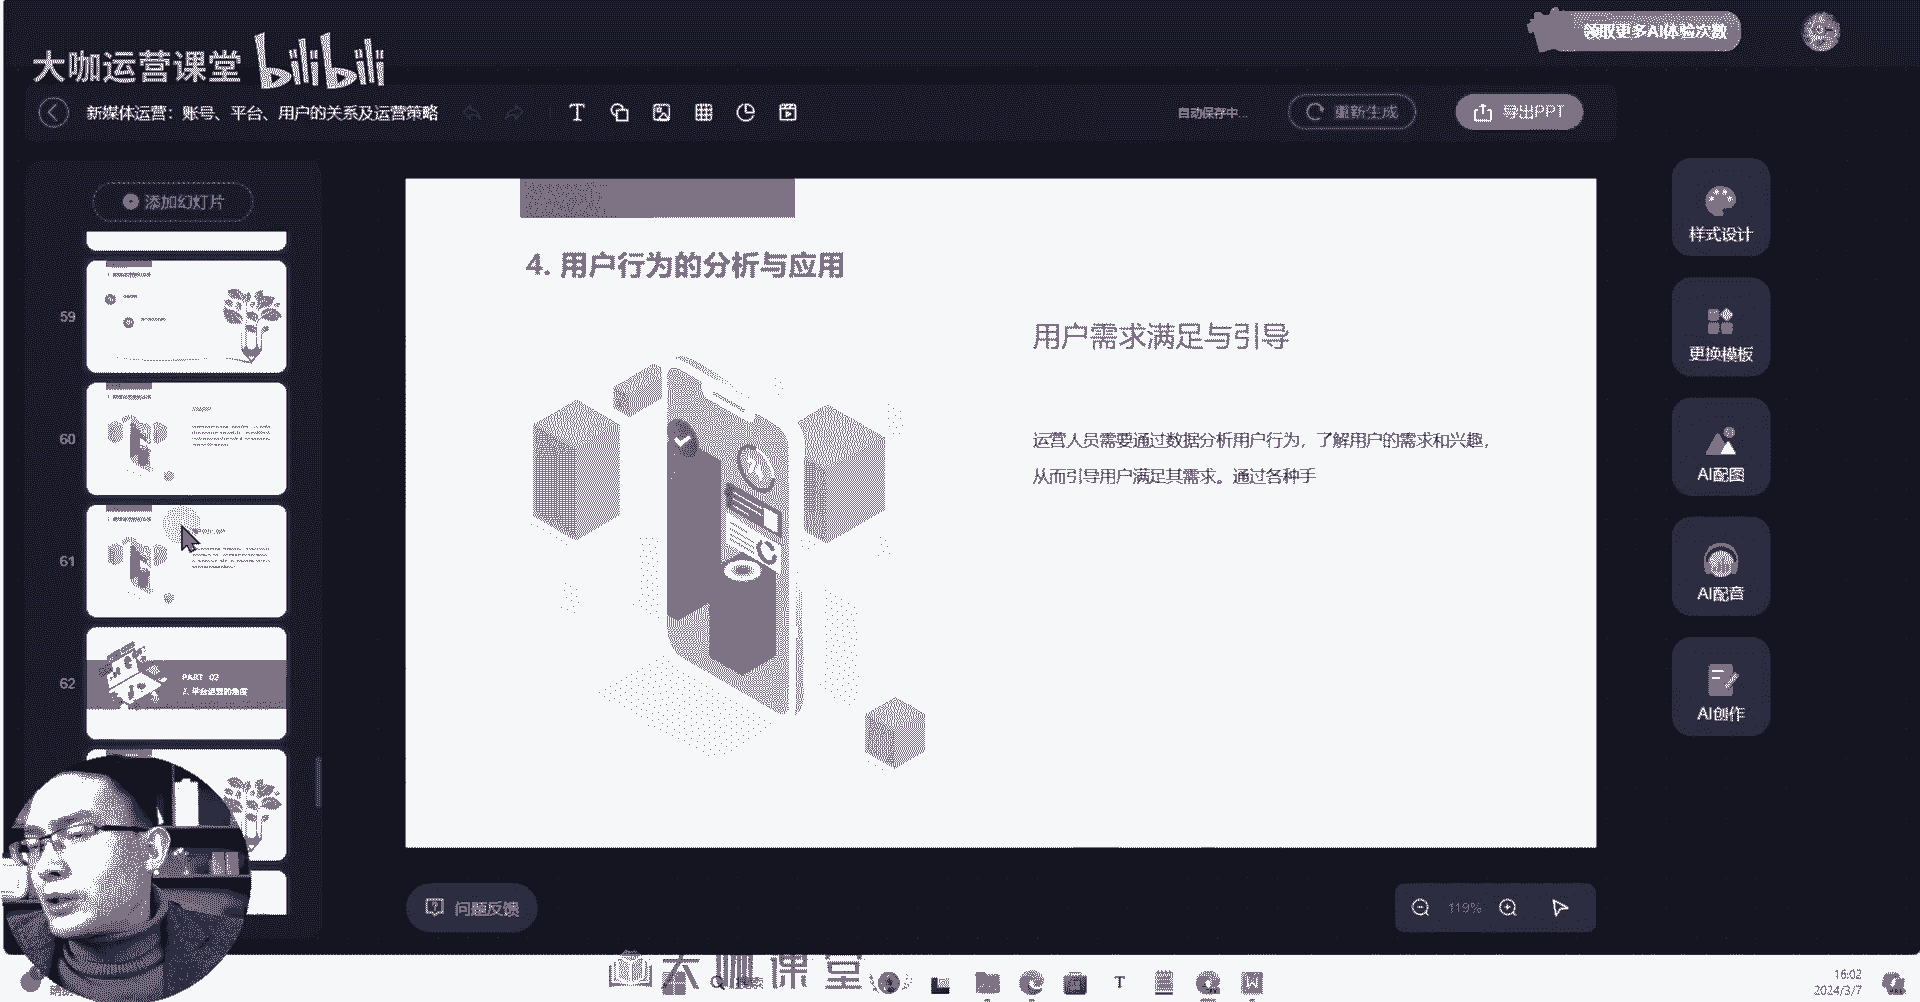 领取更多AI体验次数
大咖运营课堂 bilibili
新媒体运营：账号、平台、用户的关系及运营策略
自动保存中...
重新生成
导出PPT
添加幻灯片
4. 用户行为的分析与应用
用户需求满足与引导
运营人员需要通过数据分析用户行为，了解用户的需求和兴趣，
从而引导用户满足其需求。通过各种手
59
60
61
62
PART 02
2. 平台运营的角度
样式设计
更换模板
AI配图
AI配音
AI创作
问题反馈
119%
大咖课堂
搜索
16:02
2024/3/7